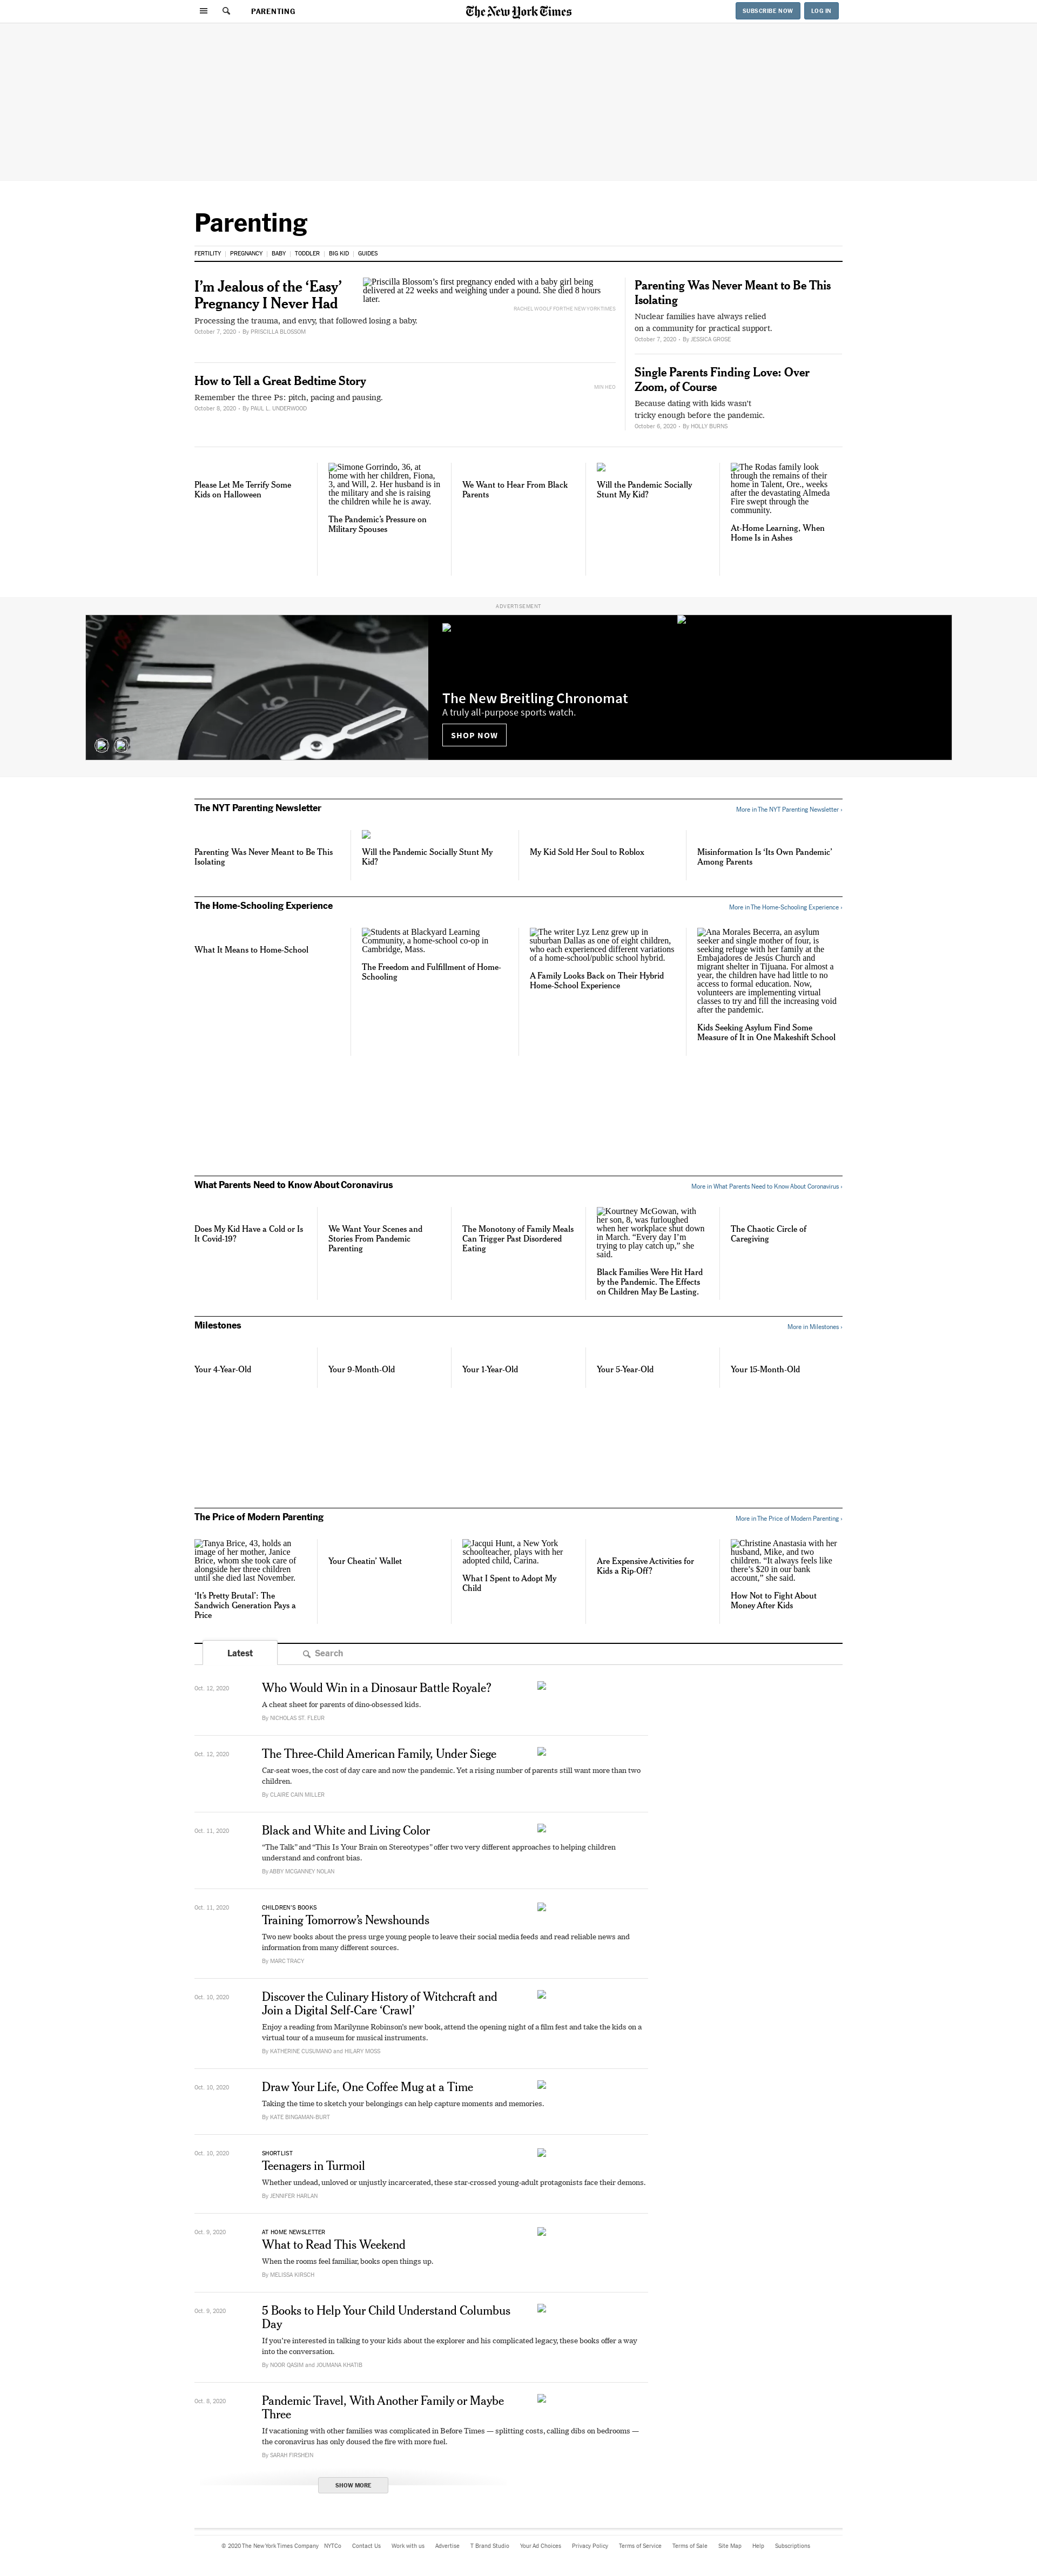 PARENTING
The New York Times
SUBSCRIBE NOW
LOG IN
Parenting
FERTILITY | PREGNANCY | BABY | TODDLER | BIG KID | GUIDES
I’m Jealous of the ‘Easy’
Pregnancy I Never Had
Processing the trauma, and envy, that followed losing a baby.
October 7, 2020 • By PRISCILLA BLOSSOM
Priscilla Blossom’s first pregnancy ended with a baby girl being
delivered at 22 weeks and weighing under a pound. She died 8 hours
later.
RACHEL WOOLF FOR THE NEW YORK TIMES
How to Tell a Great Bedtime Story
Remember the three Ps: pitch, pacing and pausing.
October 8, 2020 • By PAUL L. UNDERWOOD
MIN HEO
Parenting Was Never Meant to Be This
Isolating
Nuclear families have always relied
on a community for practical support.
October 7, 2020 • By JESSICA GROSE
Single Parents Finding Love: Over
Zoom, of Course
Because dating with kids wasn’t
tricky enough before the pandemic.
October 6, 2020 • By HOLLY BURNS
Please Let Me Terrify Some
Kids on Halloween
Simone Gorrindo, 36, at
home with her children, Fiona,
3, and Will, 2. Her husband is in
the military and she is raising
the children while he is away.
The Pandemic’s Pressure on
Military Spouses
We Want to Hear From Black
Parents
Will the Pandemic Socially
Stunt My Kid?
The Rodas family look
through the remains of their
home in Talent, Ore., weeks
after the devastating Almeda
Fire swept through the
community.
At-Home Learning, When
Home Is in Ashes
ADVERTISEMENT
The New Breitling Chronomat
A truly all-purpose sports watch.
SHOP NOW
The NYT Parenting Newsletter
More in The NYT Parenting Newsletter ›
Parenting Was Never Meant to Be This
Isolating
Will the Pandemic Socially Stunt My
Kid?
My Kid Sold Her Soul to Roblox
Misinformation Is ‘Its Own Pandemic’
Among Parents
The Home-Schooling Experience
More in The Home-Schooling Experience ›
What It Means to Home-School
Students at Blackyard Learning
Community, a home-school co-op in
Cambridge, Mass.
The Freedom and Fulfillment of Home-
Schooling
The writer Lyz Lenz grew up in
suburban Dallas as one of eight children,
who each experienced different variations
of a home-school/public school hybrid.
A Family Looks Back on Their Hybrid
Home-School Experience
Ana Morales Becerra, an asylum
seeker and single mother of four, is
seeking refuge with her family at the
Embajadores de Jesús Church and
migrant shelter in Tijuana. For almost a
year, the children have had little to no
access to formal education. Now,
volunteers are implementing virtual
classes to try and fill the increasing void
after the pandemic.
Kids Seeking Asylum Find Some
Measure of It in One Makeshift School
What Parents Need to Know About Coronavirus
More in What Parents Need to Know About Coronavirus ›
Does My Kid Have a Cold or Is
It Covid-19?
We Want Your Scenes and
Stories From Pandemic
Parenting
The Monotony of Family Meals
Can Trigger Past Disordered
Eating
Kourtney McGowan, with
her son, 8, was furloughed
when her workplace shut down
in March. “Every day I’m
trying to play catch up,” she
said.
Black Families Were Hit Hard
by the Pandemic. The Effects
on Children May Be Lasting.
The Chaotic Circle of
Caregiving
Milestones
More in Milestones ›
Your 4-Year-Old
Your 9-Month-Old
Your 1-Year-Old
Your 5-Year-Old
Your 15-Month-Old
The Price of Modern Parenting
More in The Price of Modern Parenting ›
Tanya Brice, 43, holds an
image of her mother, Janice
Brice, whom she took care of
alongside her three children
until she died last November.
‘It’s Pretty Brutal’: The
Sandwich Generation Pays a
Price
Your Cheatin’ Wallet
Jacqui Hunt, a New York
schoolteacher, plays with her
adopted child, Carina.
What I Spent to Adopt My
Child
Are Expensive Activities for
Kids a Rip-Off?
Christine Anastasia with her
husband, Mike, and two
children. “It always feels like
there’s $20 in our bank
account,” she said.
How Not to Fight About
Money After Kids
Latest
Search
Oct. 12, 2020
Who Would Win in a Dinosaur Battle Royale?
A cheat sheet for parents of dino-obsessed kids.
By NICHOLAS ST. FLEUR
Oct. 12, 2020
The Three-Child American Family, Under Siege
Car-seat woes, the cost of day care and now the pandemic. Yet a rising number of parents still want more than two
children.
By CLAIRE CAIN MILLER
Oct. 11, 2020
Black and White and Living Color
“The Talk” and “This Is Your Brain on Stereotypes” offer two very different approaches to helping children
understand and confront bias.
By ABBY MCGANNEY NOLAN
Oct. 11, 2020
CHILDREN’S BOOKS
Training Tomorrow’s Newshounds
Two new books about the press urge young people to leave their social media feeds and read reliable news and
information from many different sources.
By MARC TRACY
Oct. 10, 2020
Discover the Culinary History of Witchcraft and
Join a Digital Self-Care ‘Crawl’
Enjoy a reading from Marilynne Robinson’s new book, attend the opening night of a film fest and take the kids on a
virtual tour of a museum for musical instruments.
By KATHERINE CUSUMANO and HILARY MOSS
Oct. 10, 2020
Draw Your Life, One Coffee Mug at a Time
Taking the time to sketch your belongings can help capture moments and memories.
By KATE BINGAMAN-BURT
Oct. 10, 2020
SHORTLIST
Teenagers in Turmoil
Whether undead, unloved or unjustly incarcerated, these star-crossed young-adult protagonists face their demons.
By JENNIFER HARLAN
Oct. 9, 2020
AT HOME NEWSLETTER
What to Read This Weekend
When the rooms feel familiar, books open things up.
By MELISSA KIRSCH
Oct. 9, 2020
5 Books to Help Your Child Understand Columbus
Day
If you’re interested in talking to your kids about the explorer and his complicated legacy, these books offer a way
into the conversation.
By NOOR QASIM and JOUMANA KHATIB
Oct. 8, 2020
Pandemic Travel, With Another Family or Maybe
Three
If vacationing with other families was complicated in Before Times — splitting costs, calling dibs on bedrooms —
the coronavirus has only doused the fire with more fuel.
By SARAH FIRSHEIN
SHOW MORE
© 2020 The New York Times Company NYTCo Contact Us Work with us Advertise T Brand Studio Your Ad Choices Privacy Policy Terms of Service Terms of Sale Site Map Help Subscriptions